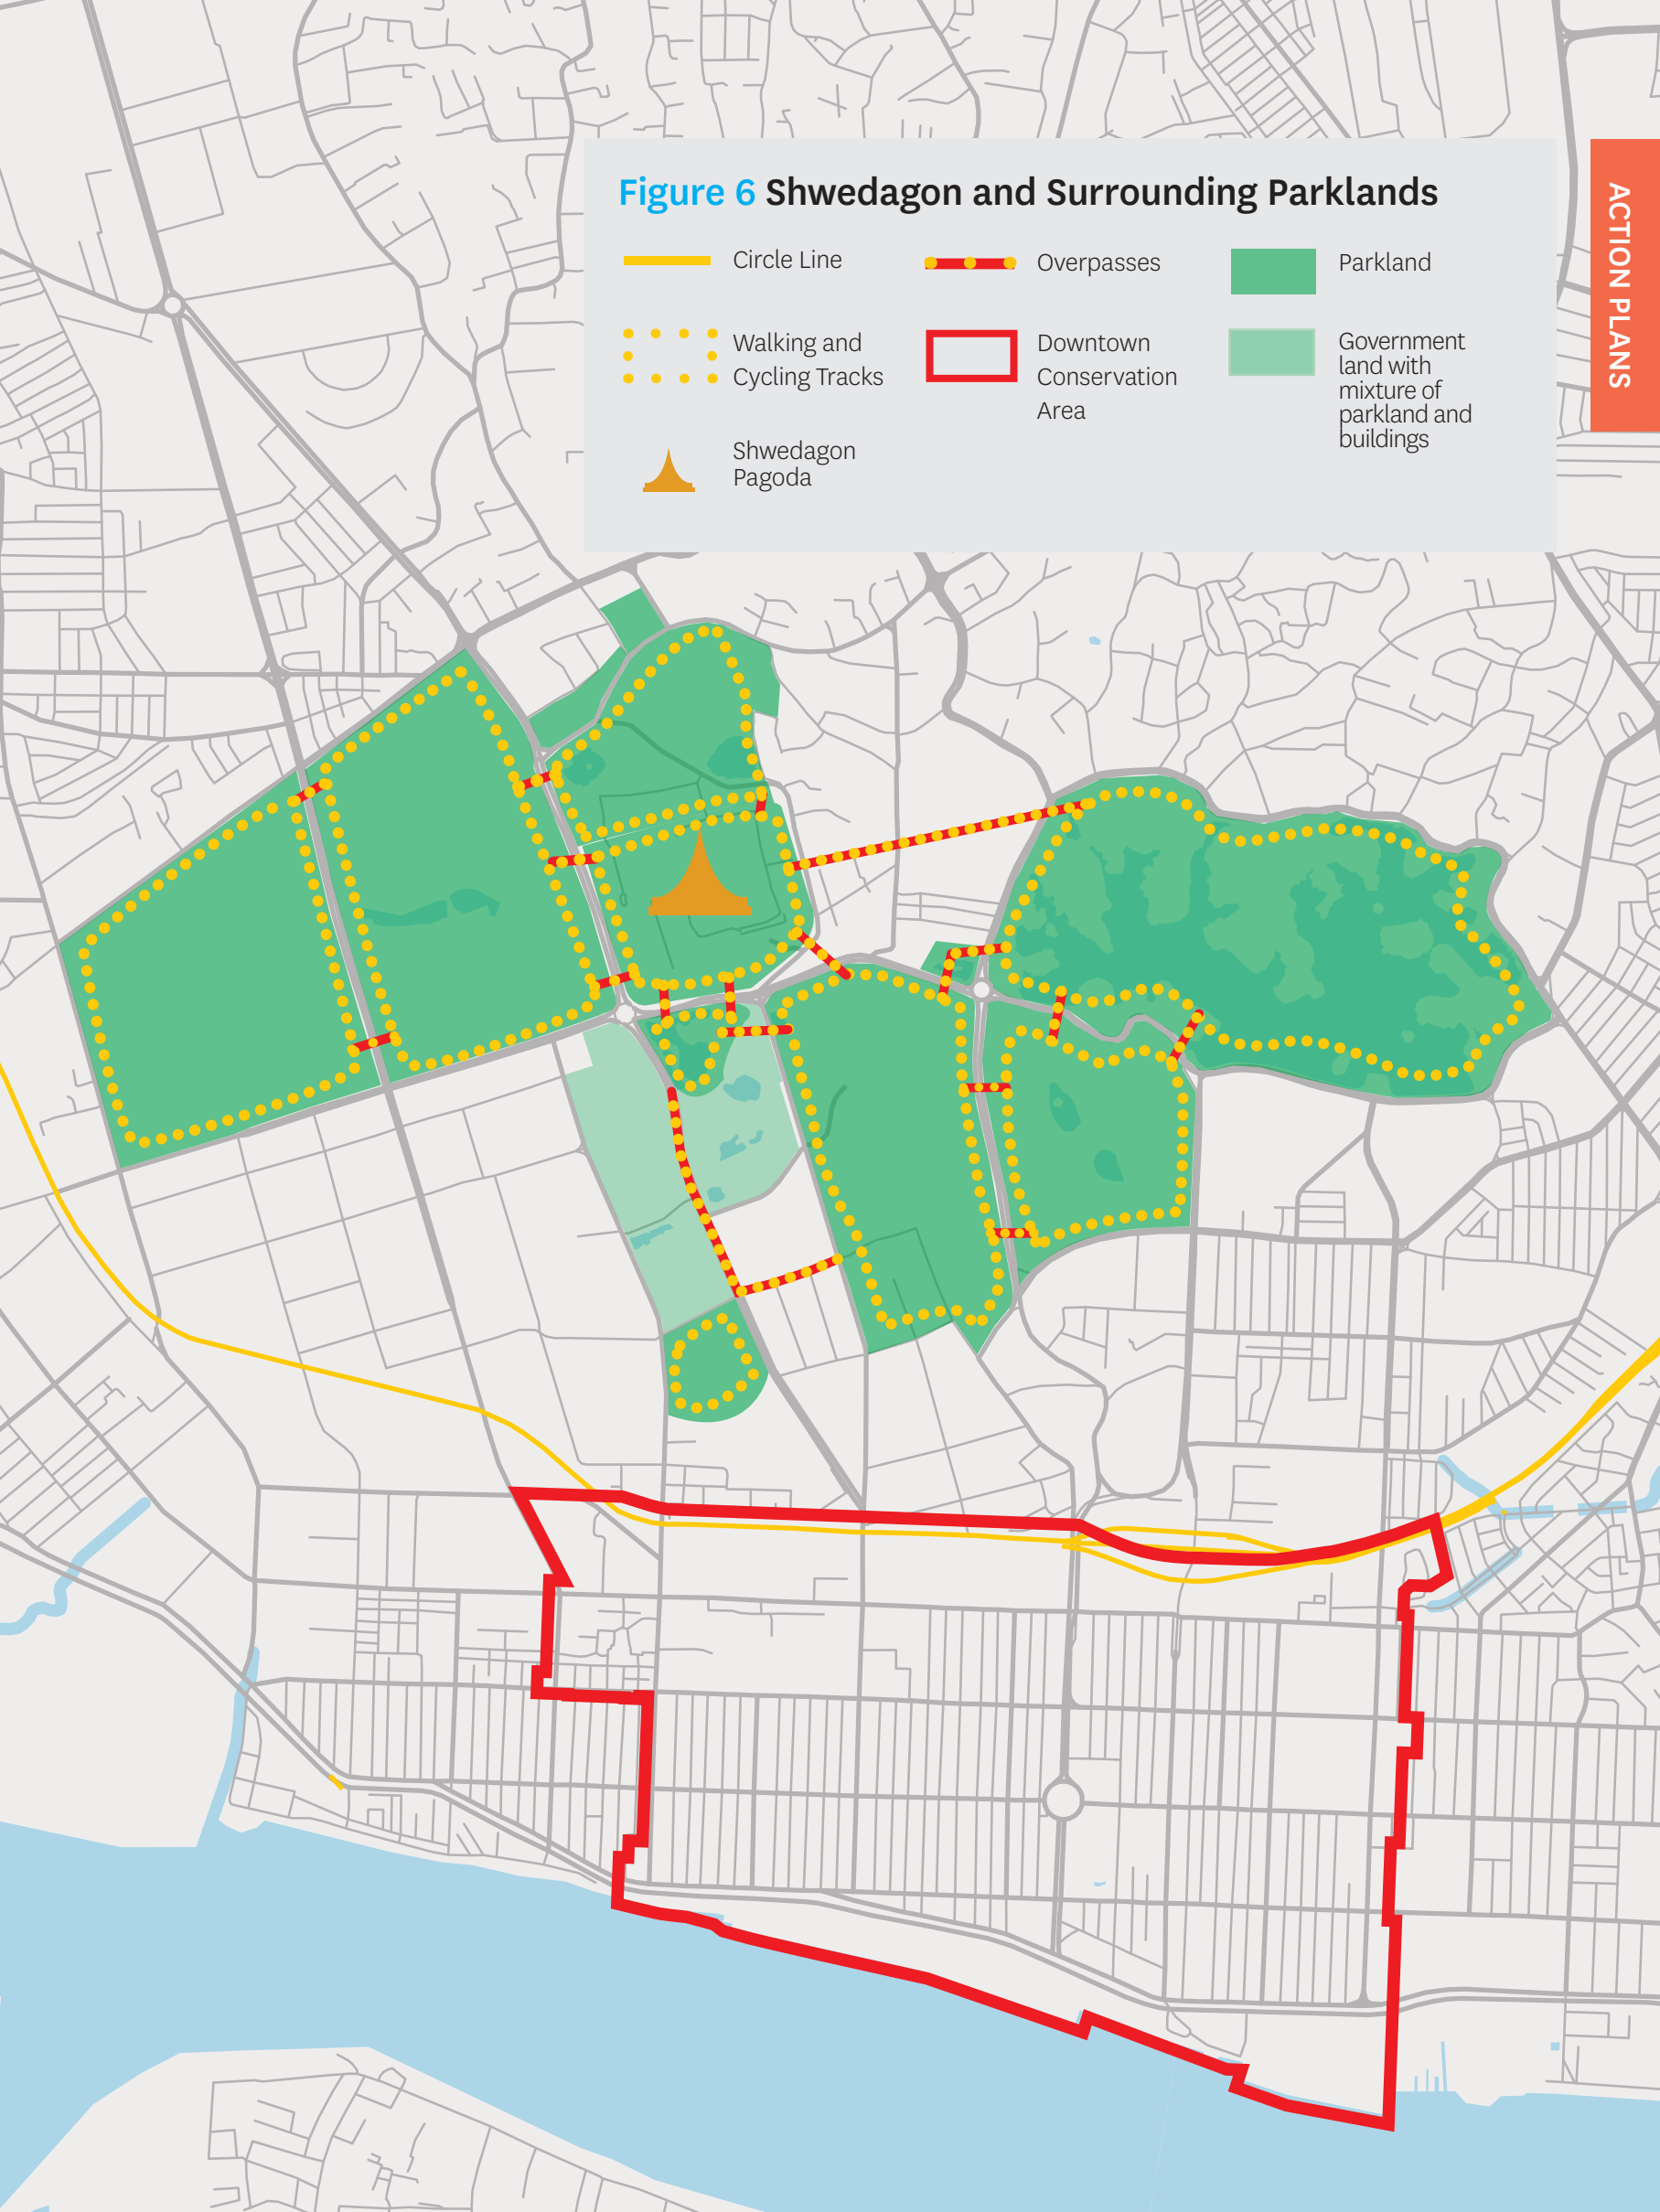 Figure 6 Shwedagon and Surrounding Parklands
Circle Line
Overpasses
Parkland
Walking and
Cycling Tracks
Downtown
Conservation
Area
Government
land with
mixture of
parkland and
buildings
Shwedagon
Pagoda
ACTION PLANS